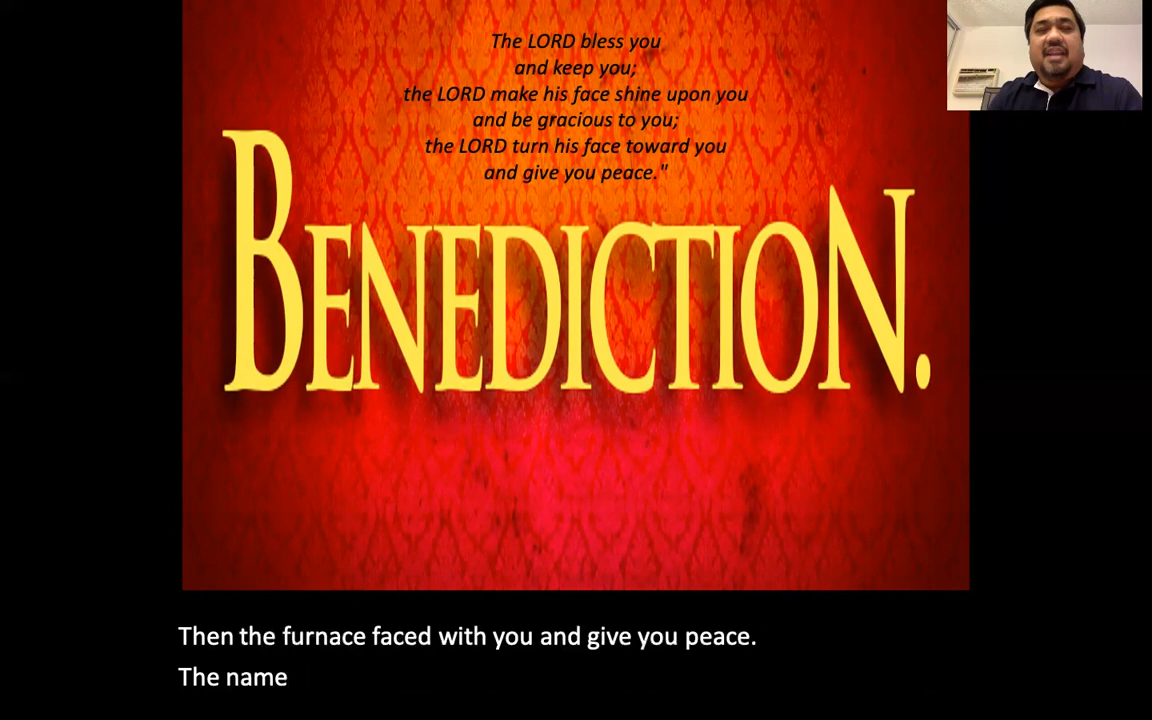 The LORD bless you
and keep you;
the LORD make his face shine upon you
and be gracious to you;
the LORD turn his face toward you
and give you peace."
BENEDICTION.
Then the furnace faced with you and give you peace.
The name